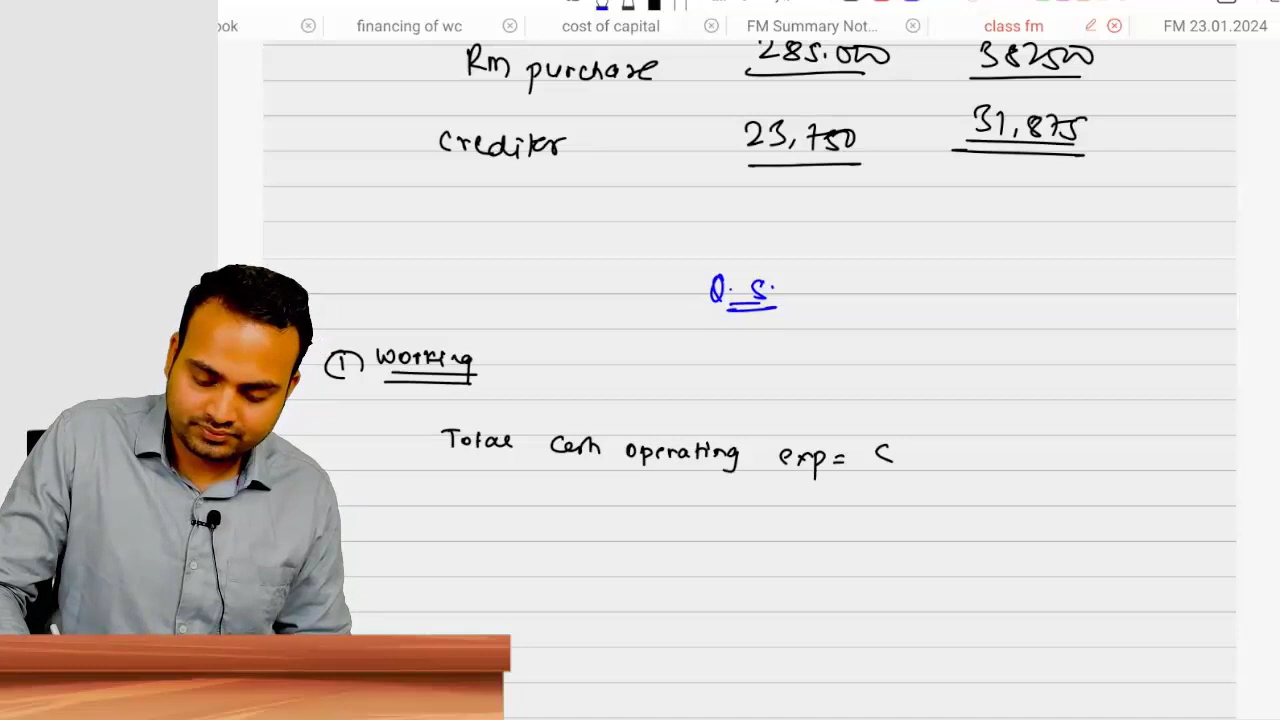 ook financing of wc cost of capital FM Summary Not... class fm FM 23.01.2024
Rm purchase 285.000 382500
creditor 23,750 31,875
Q. 5.
① working
Total cash operating exp = C